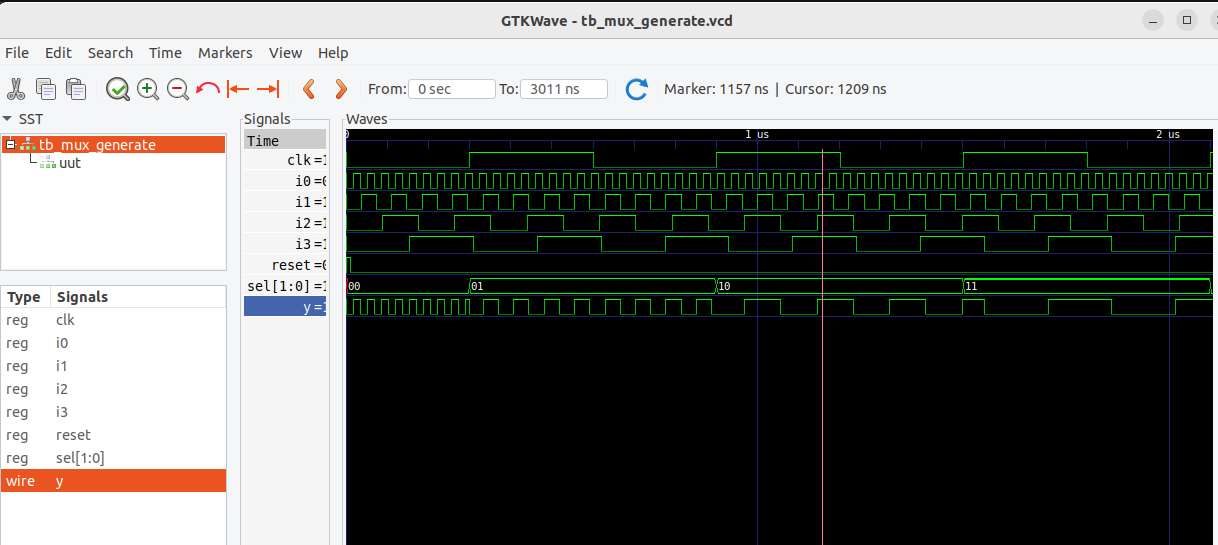 GTKWave - tb_mux_generate.vcd
File Edit Search Time Markers View Help
From: 0 sec To: 3011 ns Marker: 1157 ns | Cursor: 1209 ns
SST
tb_mux_generate
uut
Type Signals
reg clk
reg i0
reg i1
reg i2
reg i3
reg reset
reg sel[1:0]
wire y
Signals
Time
clk =1
i0 =0
i1 =1
i2 =1
i3 =1
reset =0
sel[1:0] =1
y =1
Waves
0 1 us 2 us
00 01 10 11